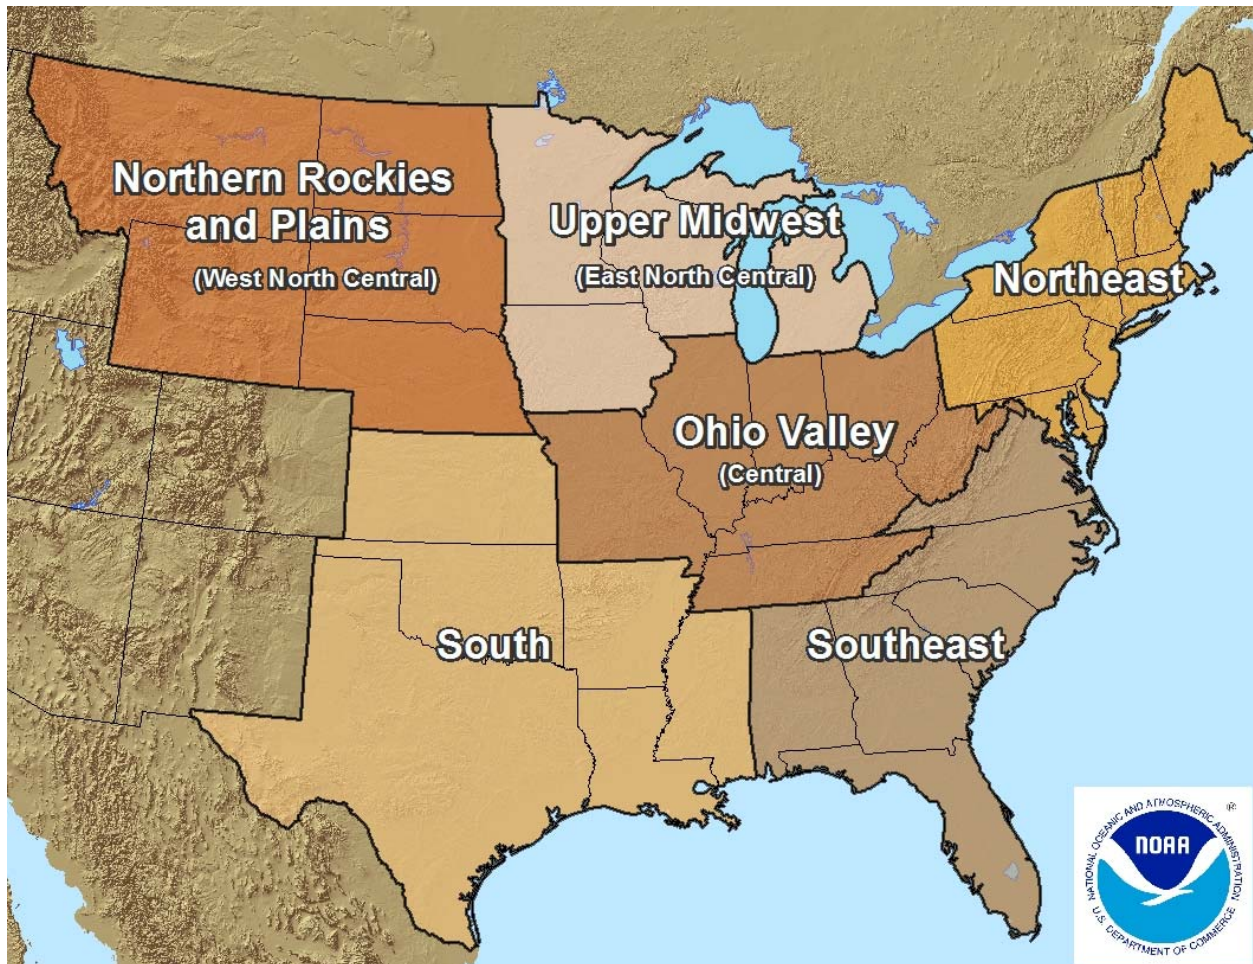 Northern Rockies
and Plains
(West North Central)
Upper Midwest
(East North Central)
Northeast
Ohio Valley
(Central)
South
Southeast
NATIONAL OCEANIC AND ATMOSPHERIC ADMINISTRATION
®
NOAA
U.S. DEPARTMENT OF COMMERCE